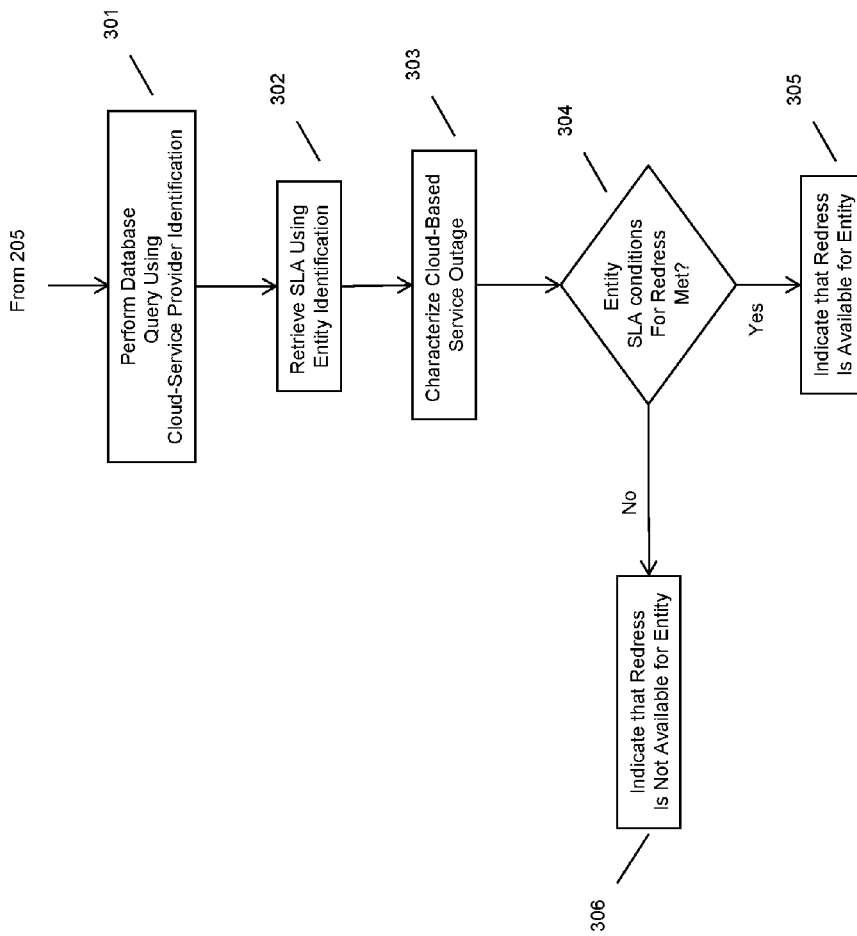 From 205
301
Perform Database
Query Using
Cloud-Service Provider Identification
302
Retrieve SLA Using
Entity Identification
303
Characterize Cloud-Based
Service Outage
304
Entity
SLA conditions
For Redress
Met?
No
Yes
305
Indicate that Redress
Is Available for Entity
306
Indicate that Redress
Is Not Available for Entity